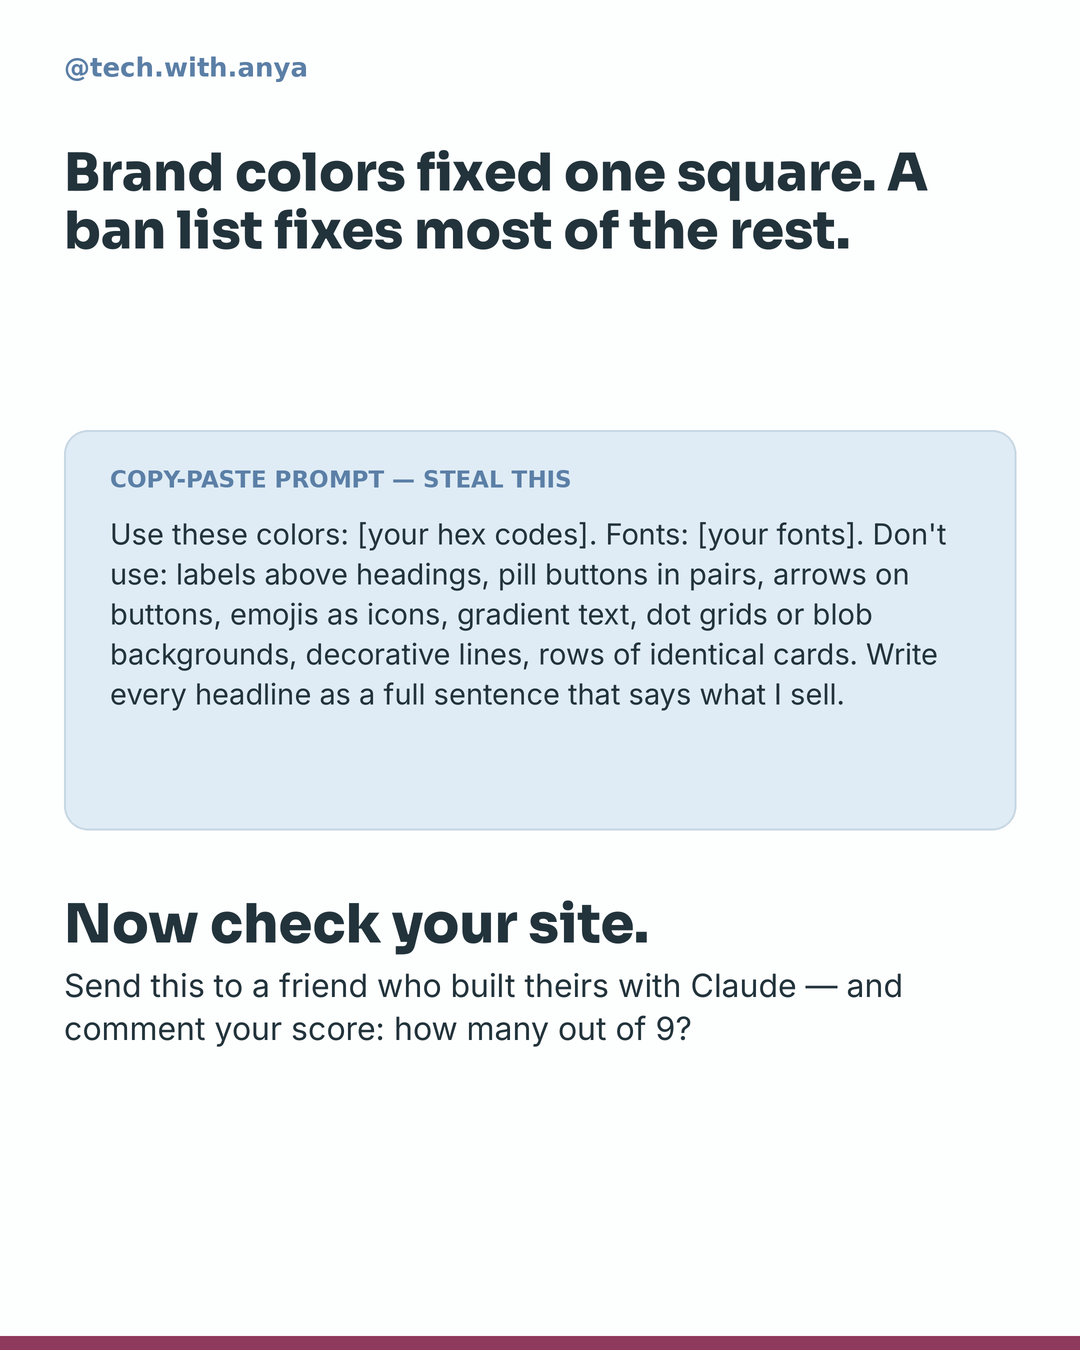 @tech.with.anya
Brand colors fixed one square. A
ban list fixes most of the rest.
COPY-PASTE PROMPT — STEAL THIS
Use these colors: [your hex codes]. Fonts: [your fonts]. Don't
use: labels above headings, pill buttons in pairs, arrows on
buttons, emojis as icons, gradient text, dot grids or blob
backgrounds, decorative lines, rows of identical cards. Write
every headline as a full sentence that says what I sell.
Now check your site.
Send this to a friend who built theirs with Claude — and
comment your score: how many out of 9?